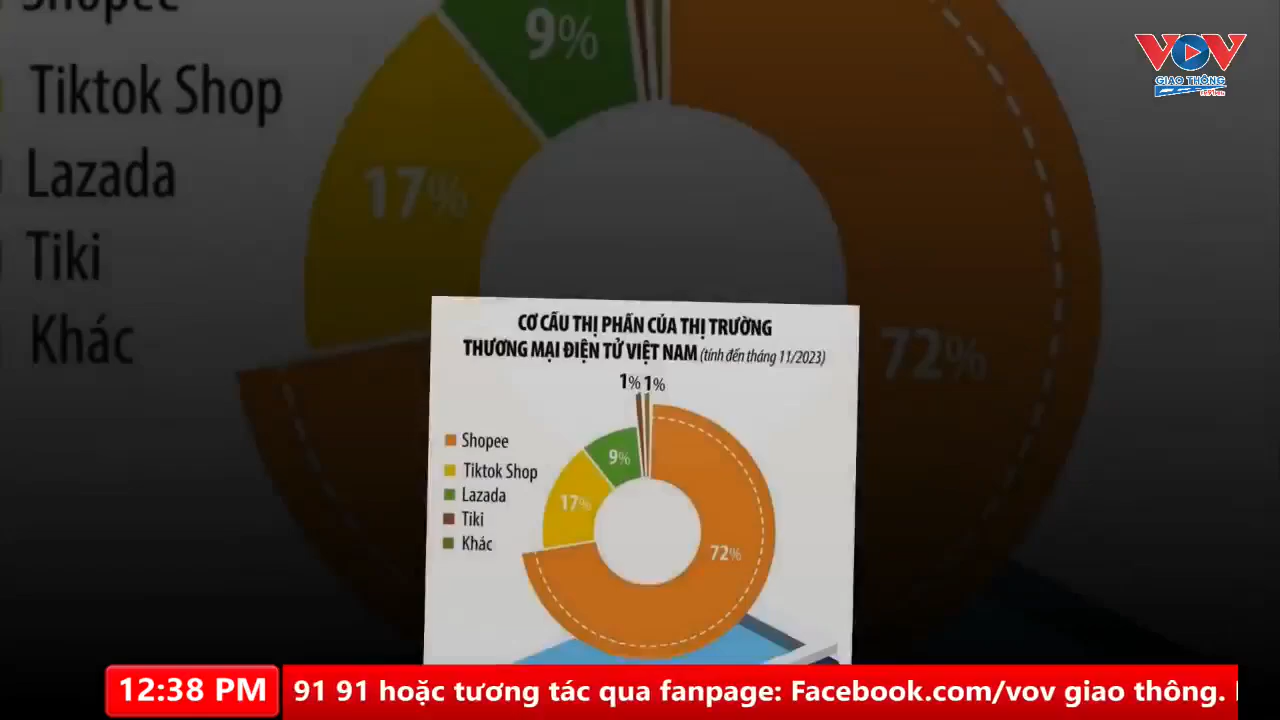 Shopee
Tiktok Shop
Lazada
Tiki
Khác
9%
17%
72%
VOV
GIAO THÔNG
CƠ CẤU THỊ PHẦN CỦA THỊ TRƯỜNG
THƯƠNG MẠI ĐIỆN TỬ VIỆT NAM (tính đến tháng 11/2023)
1% 1%
Shopee
Tiktok Shop
Lazada
Tiki
Khác
9%
17%
72%
12:38 PM
91 91 hoặc tương tác qua fanpage: Facebook.com/vov giao thông.